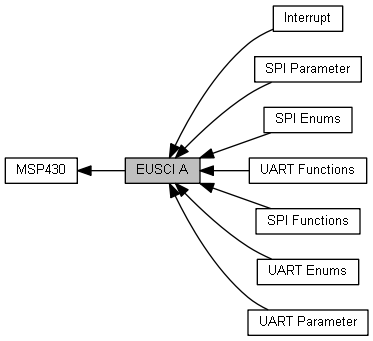 Interrupt
SPI Parameter
SPI Enums
MSP430
EUSCI A
UART Functions
SPI Functions
UART Enums
UART Parameter